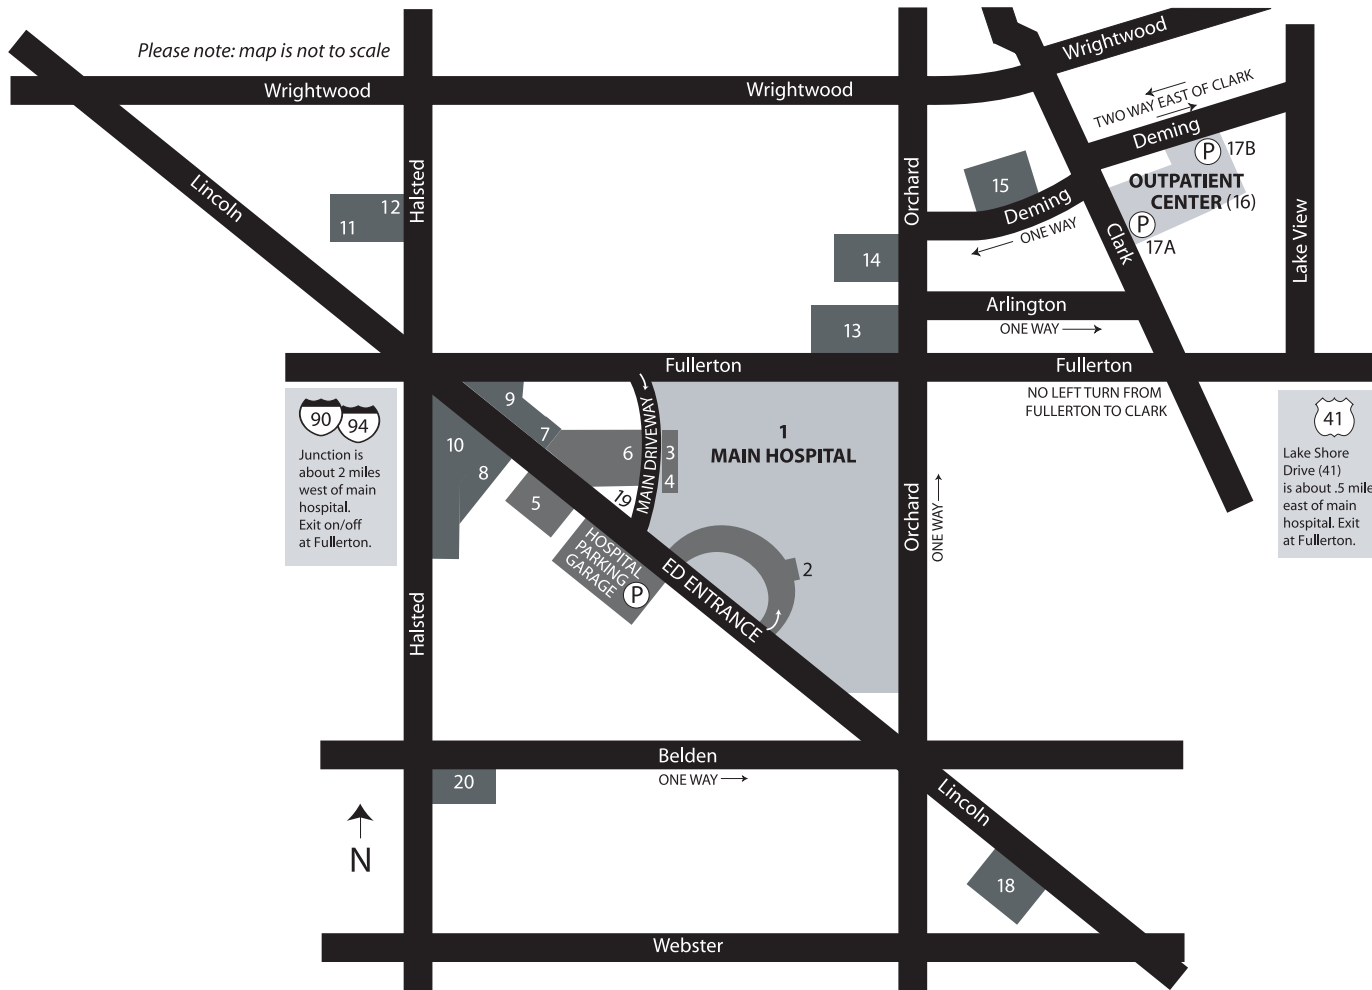 Please note: map is not to scale
Wrightwood
Wrightwood
Wrightwood
TWO WAY EAST OF CLARK
Deming
P
17B
OUTPATIENT
CENTER (16)
P
17A
Lincoln
Halsted
Orchard
15
Deming
ONE WAY
Clark
Lake View
12
11
14
13
Arlington
ONE WAY
Fullerton
Fullerton
NO LEFT TURN FROM
FULLERTON TO CLARK
90
94
Junction is
about 2 miles
west of main
hospital.
Exit on/off
at Fullerton.
41
Lake Shore
Drive (41)
is about .5 mile
east of main
hospital. Exit
at Fullerton.
9
7
10
8
6
MAIN DRIVEWAY
3
4
1
MAIN HOSPITAL
5
19
HOSPITAL
PARKING
GARAGE
P
ED ENTRANCE
2
Orchard
ONE WAY
Halsted
Belden
ONE WAY
20
N
Lincoln
18
Webster